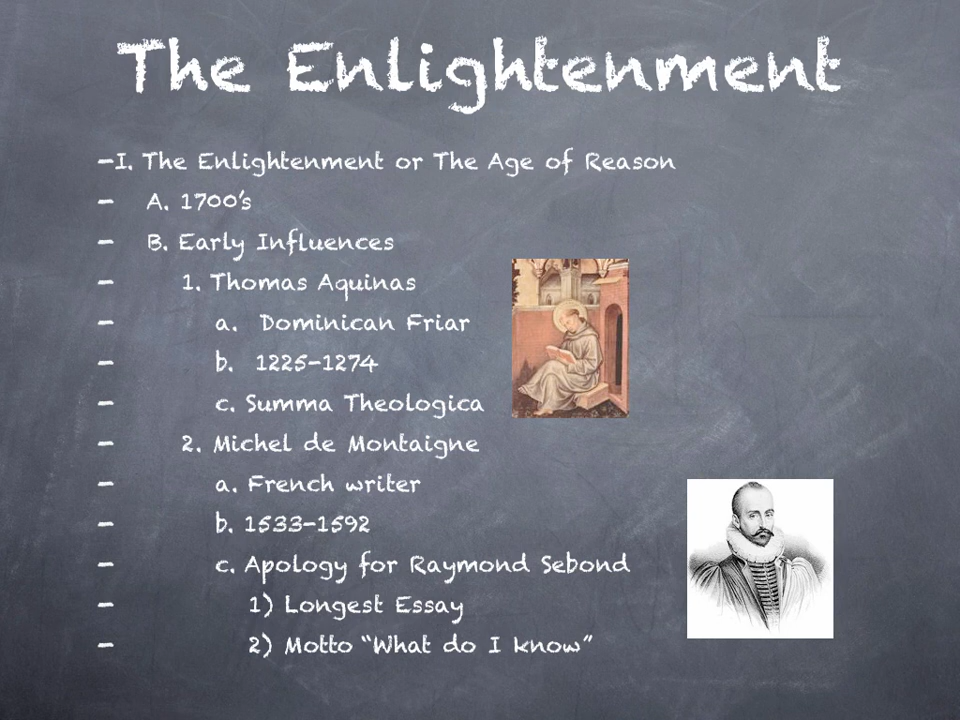 The Enlightenment
-I. The Enlightenment or The Age of Reason
- A. 1700's
- B. Early Influences
- 1. Thomas Aquinas
- a. Dominican Friar
- b. 1225-1274
- c. Summa Theologica
- 2. Michel de Montaigne
- a. French writer
- b. 1533-1592
- c. Apology for Raymond Sebond
- 1) Longest Essay
- 2) Motto “What do I know”